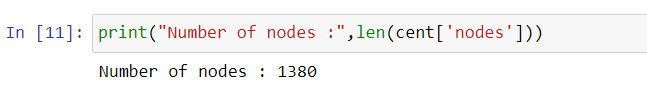 In [11]: print("Number of nodes :",len(cent['nodes']))
Number of nodes : 1380